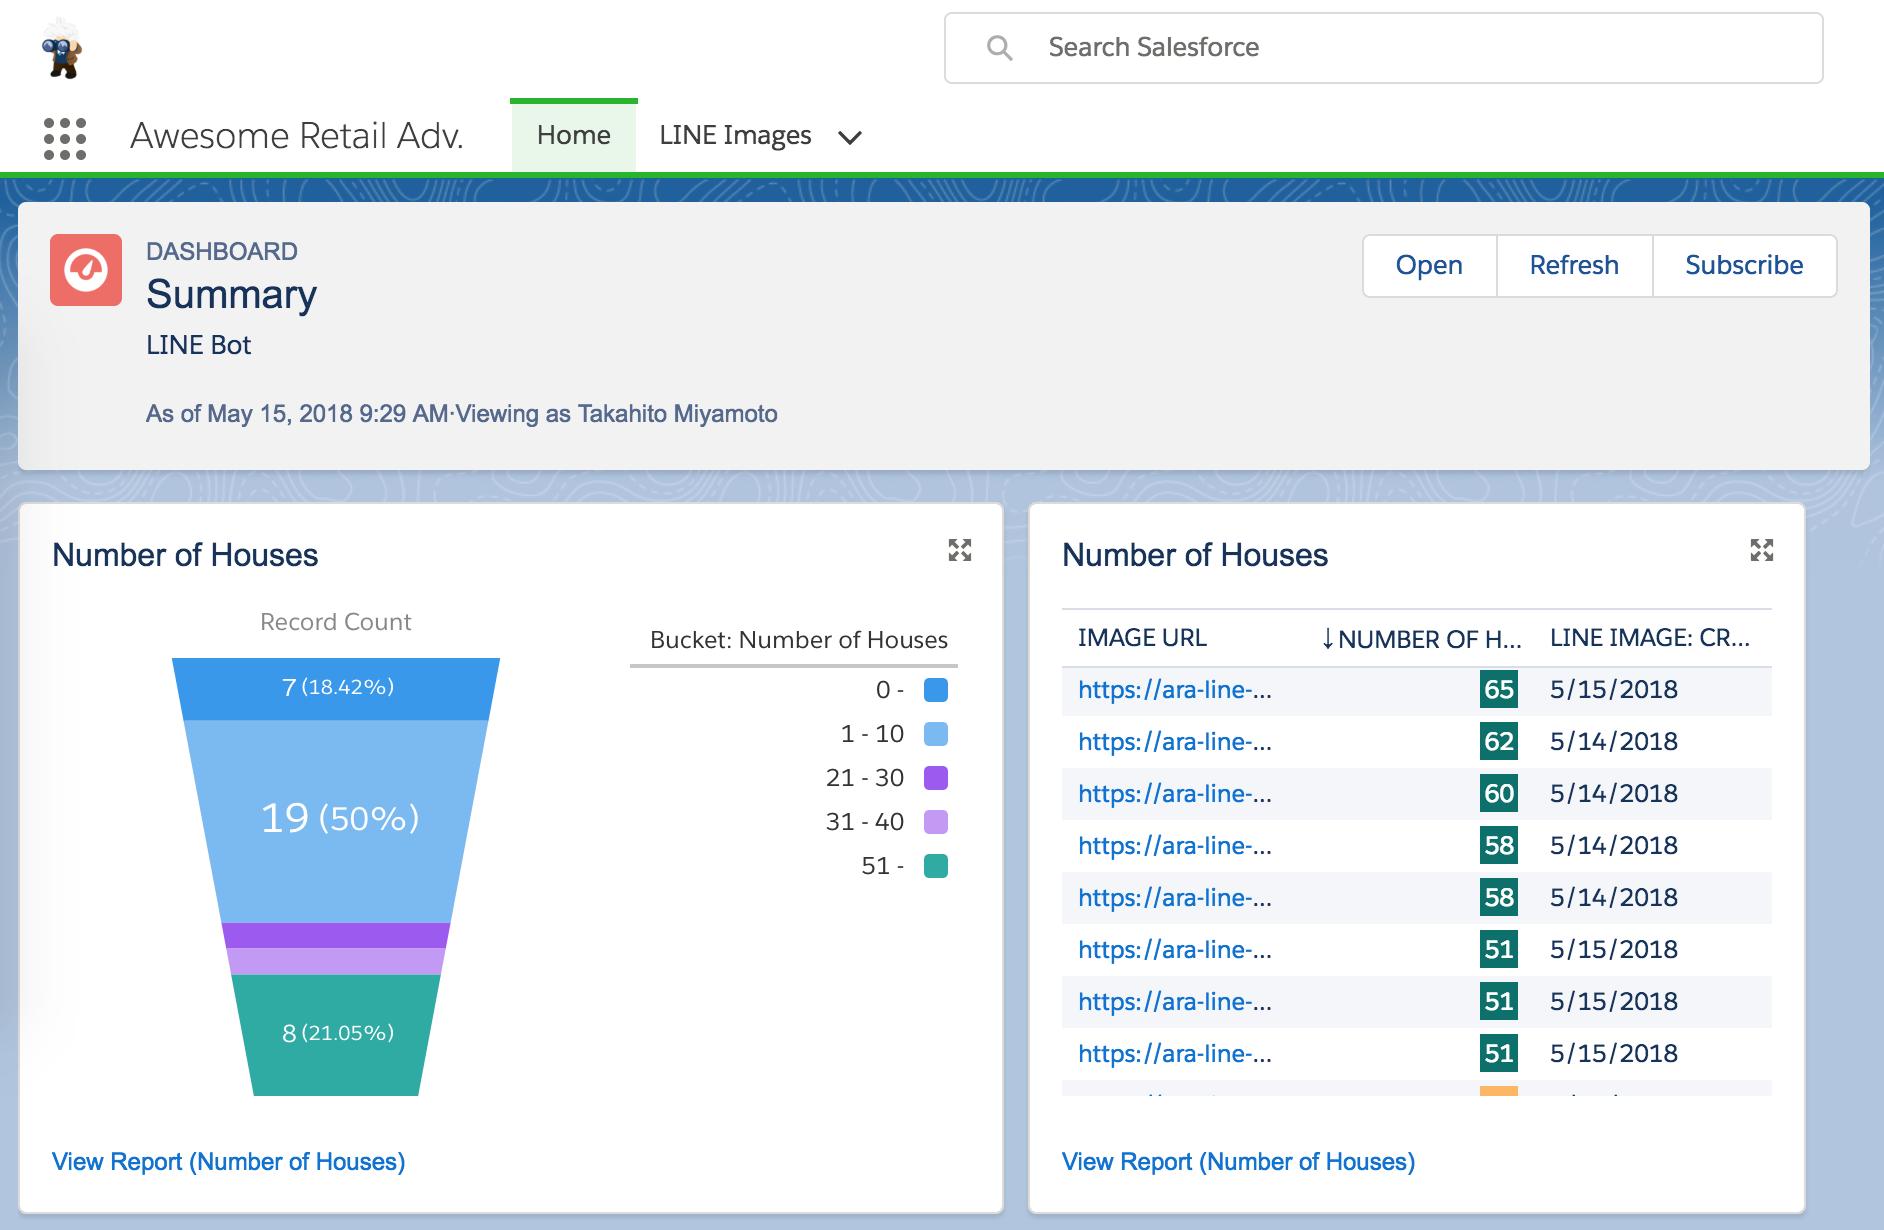 Search Salesforce
Awesome Retail Adv.
Home
LINE Images
DASHBOARD
Summary
LINE Bot
As of May 15, 2018 9:29 AM·Viewing as Takahito Miyamoto
Open
Refresh
Subscribe
Number of Houses
Record Count
7 (18.42%)
19 (50%)
8 (21.05%)
Bucket: Number of Houses
0 -
1 - 10
21 - 30
31 - 40
51 -
View Report (Number of Houses)
Number of Houses
IMAGE URL ↓NUMBER OF H... LINE IMAGE: CR...
https://ara-line-... 65 5/15/2018
https://ara-line-... 62 5/14/2018
https://ara-line-... 60 5/14/2018
https://ara-line-... 58 5/14/2018
https://ara-line-... 58 5/14/2018
https://ara-line-... 51 5/15/2018
https://ara-line-... 51 5/15/2018
https://ara-line-... 51 5/15/2018
View Report (Number of Houses)